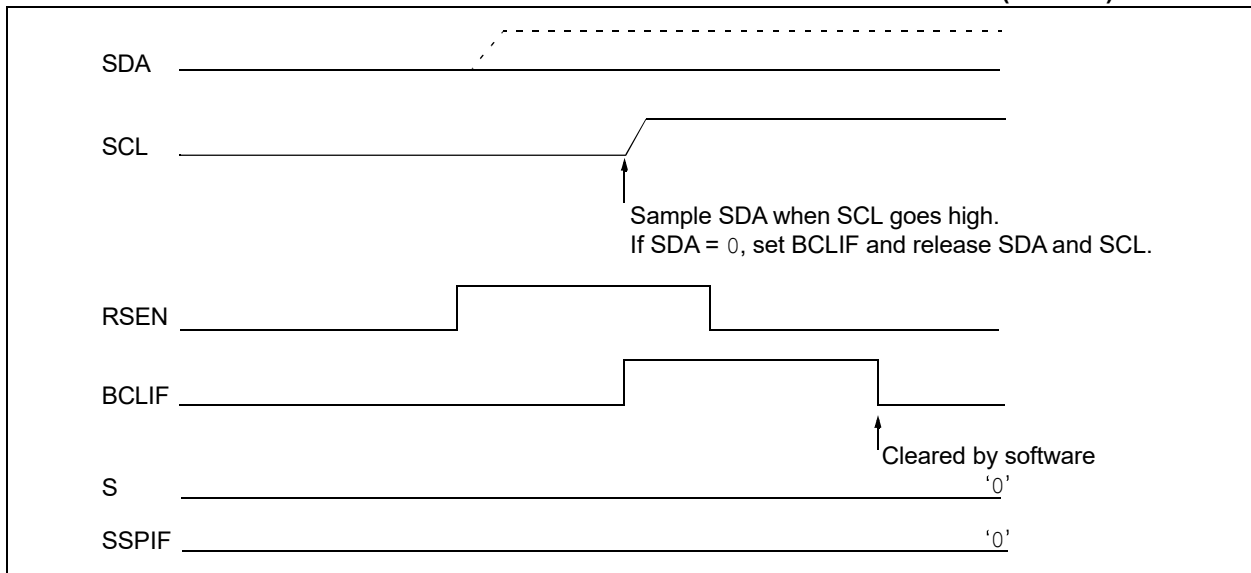 SDA
SCL
Sample SDA when SCL goes high.
If SDA = 0, set BCLIF and release SDA and SCL.
RSEN
BCLIF
Cleared by software
S
‘0’
SSPIF
‘0’